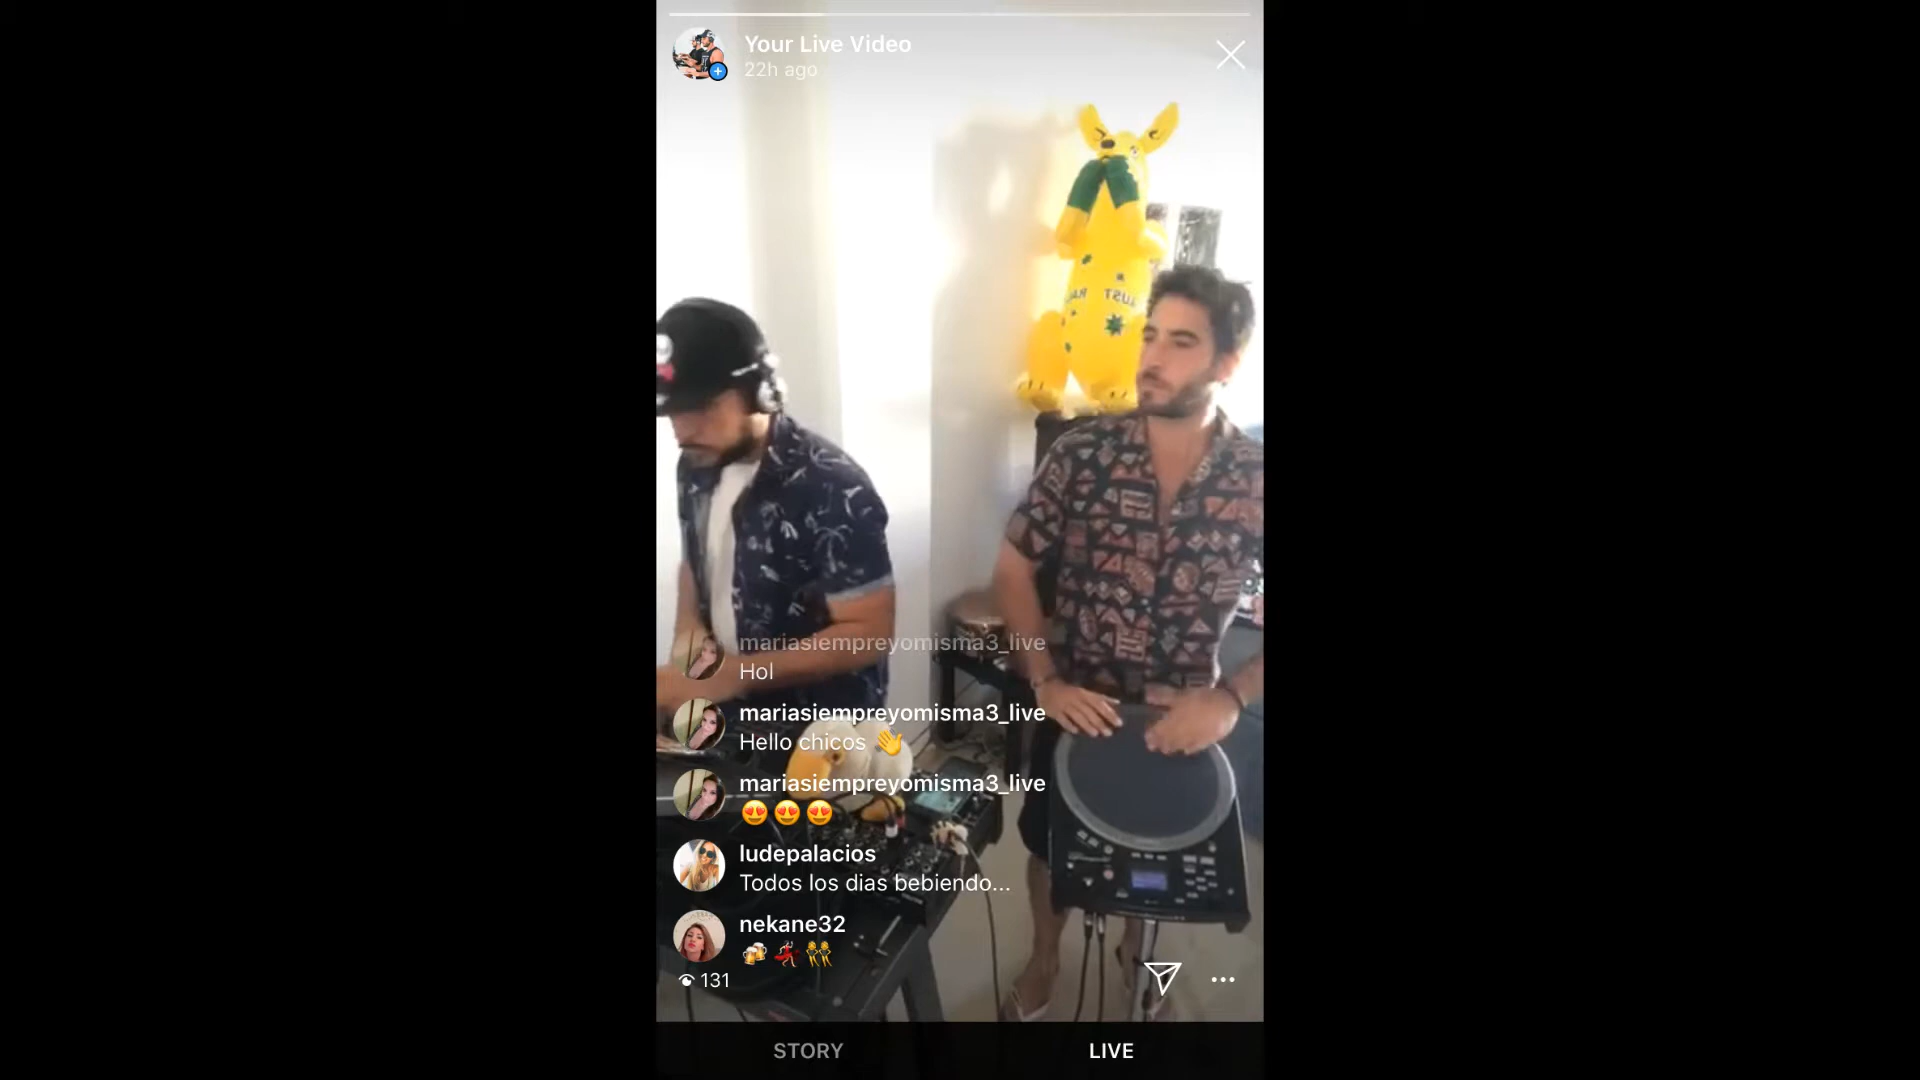 Your Live Video
22h ago
mariasiempreyomisma3_live
Hol
mariasiempreyomisma3_live
Hello chicos 👋
mariasiempreyomisma3_live
😍😍😍
ludepalacios
Todos los dias bebiendo...
nekane32
🍻💃👯
131
STORY
LIVE